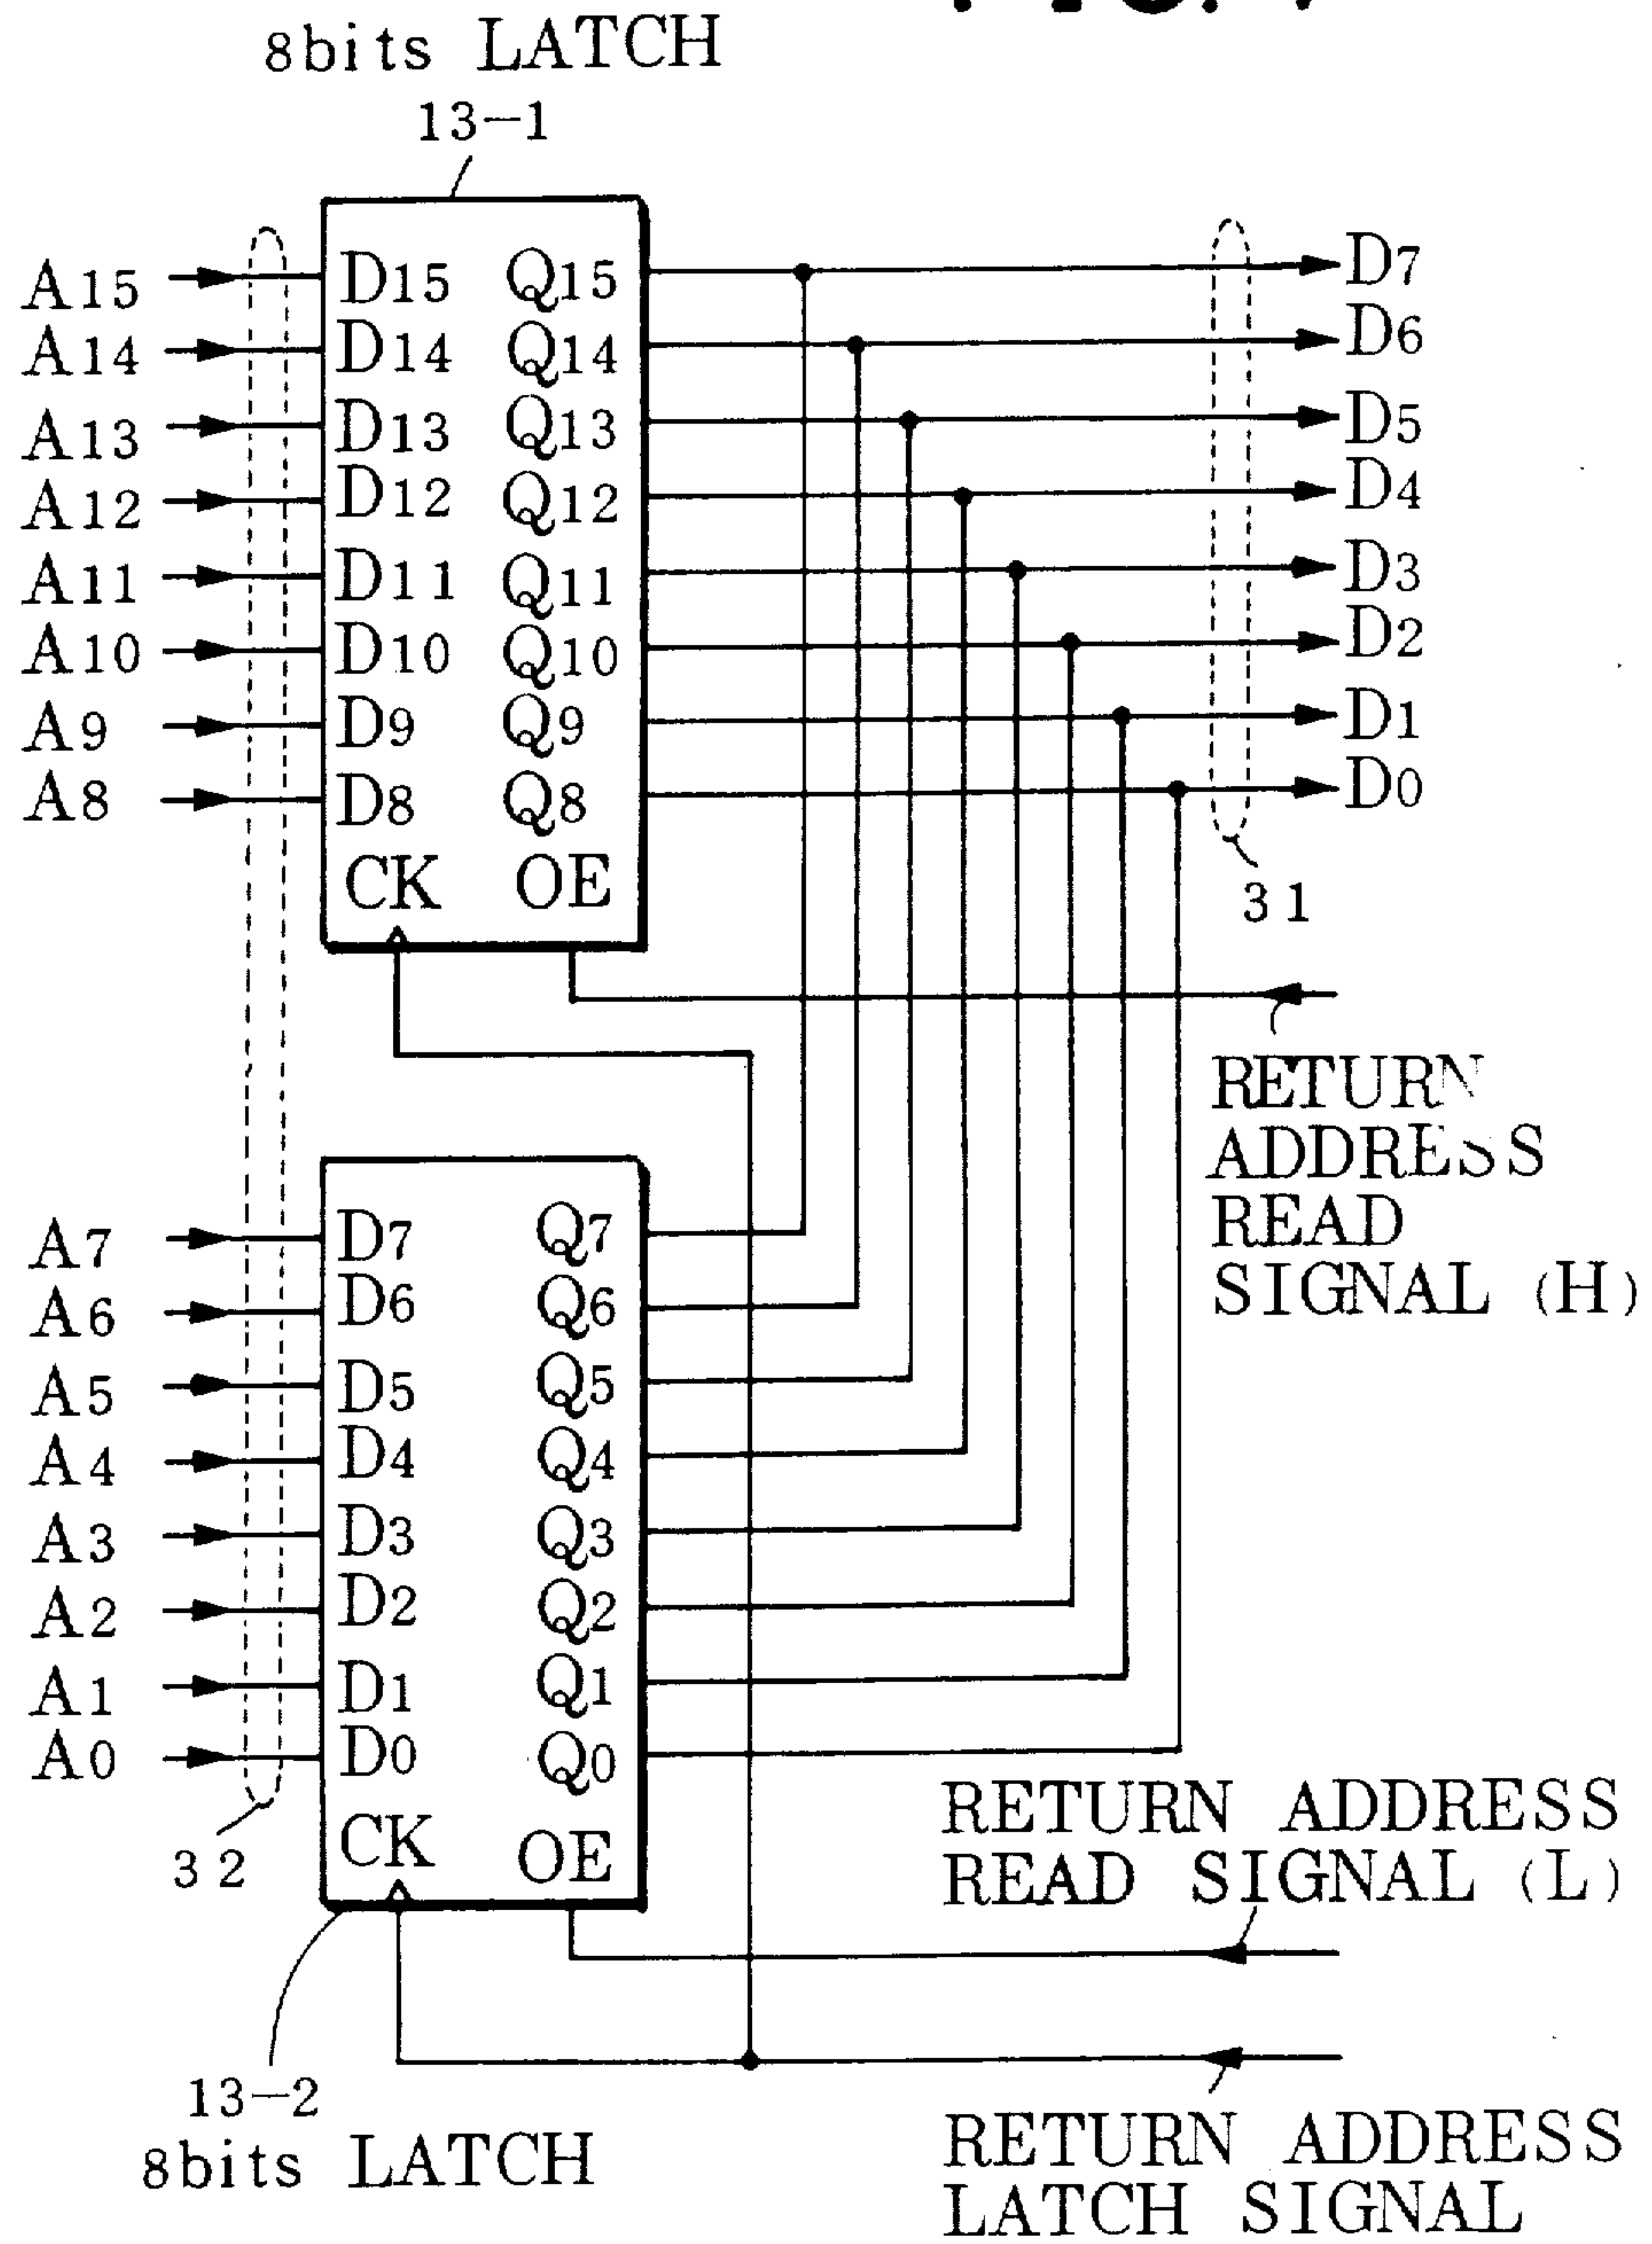 8bits LATCH
13-1
A15 D15 Q15 D7
A14 D14 Q14 D6
A13 D13 Q13 D5
A12 D12 Q12 D4
A11 D11 Q11 D3
A10 D10 Q10 D2
A9 D9 Q9 D1
A8 D8 Q8 D0
CK OE
31
RETURN
ADDRESS
READ
SIGNAL (H)
A7 D7 Q7
A6 D6 Q6
A5 D5 Q5
A4 D4 Q4
A3 D3 Q3
A2 D2 Q2
A1 D1 Q1
A0 D0 Q0
CK OE
32
RETURN ADDRESS
READ SIGNAL (L)
13-2
8bits LATCH
RETURN ADDRESS
LATCH SIGNAL